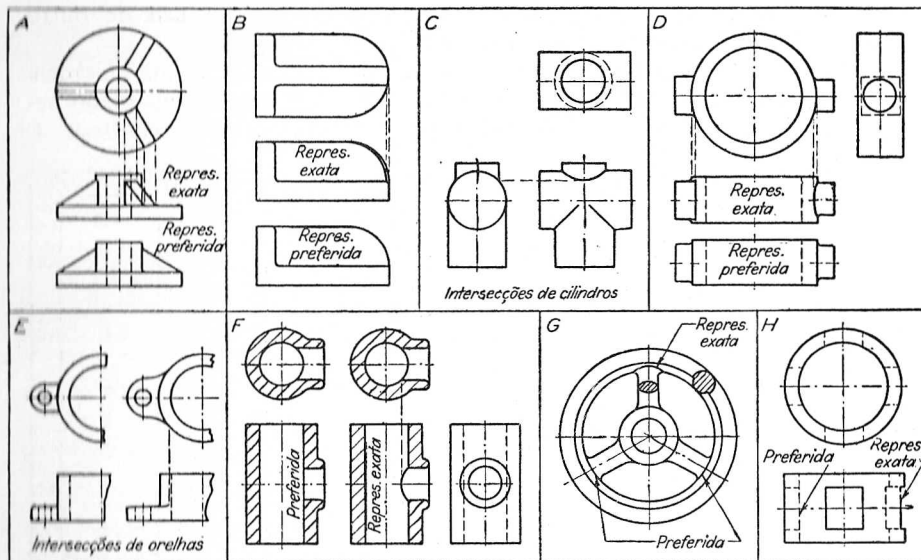 A
Repres.
exata
Repres.
preferida
B
Repres.
exata
Repres.
preferida
C
Intersecções de cilindros
D
Repres.
exata
Repres.
preferida
E
Intersecções de orelhas
F
Preferida
Repres. exata
G
Repres.
exata
Preferida
H
Preferida
Repres.
exata